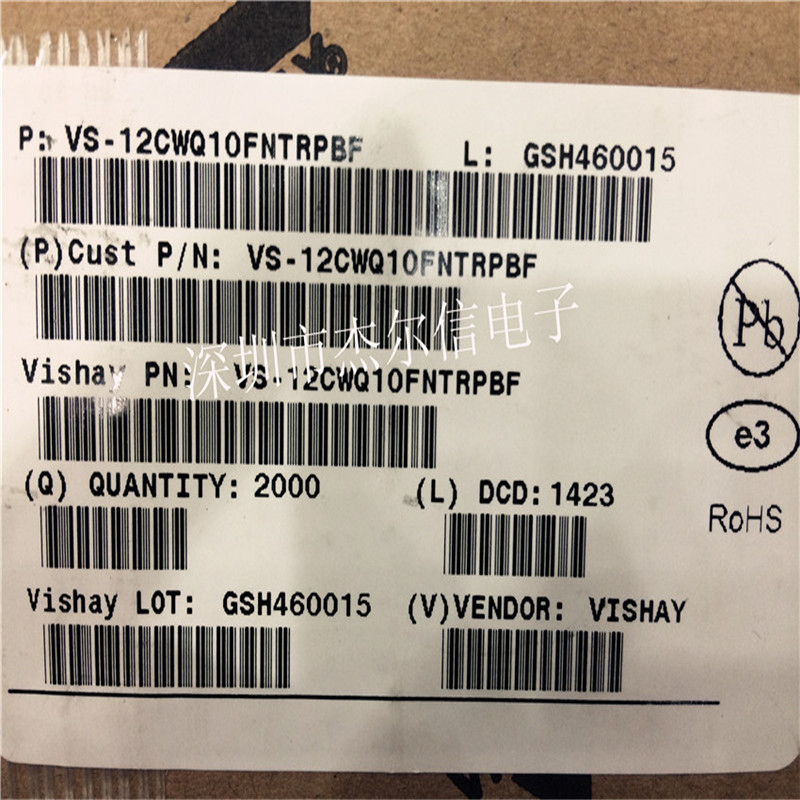 P: VS-12CWQ10FNTRPBF L: GSH460015
(P)Cust P/N: VS-12CWQ10FNTRPBF
深圳市杰尔信电子
Vishay PN: VS-12CWQ10FNTRPBF
(Q) QUANTITY: 2000 (L) DCD: 1423
Vishay LOT: GSH460015 (V)VENDOR: VISHAY
Pb
e3
RoHS